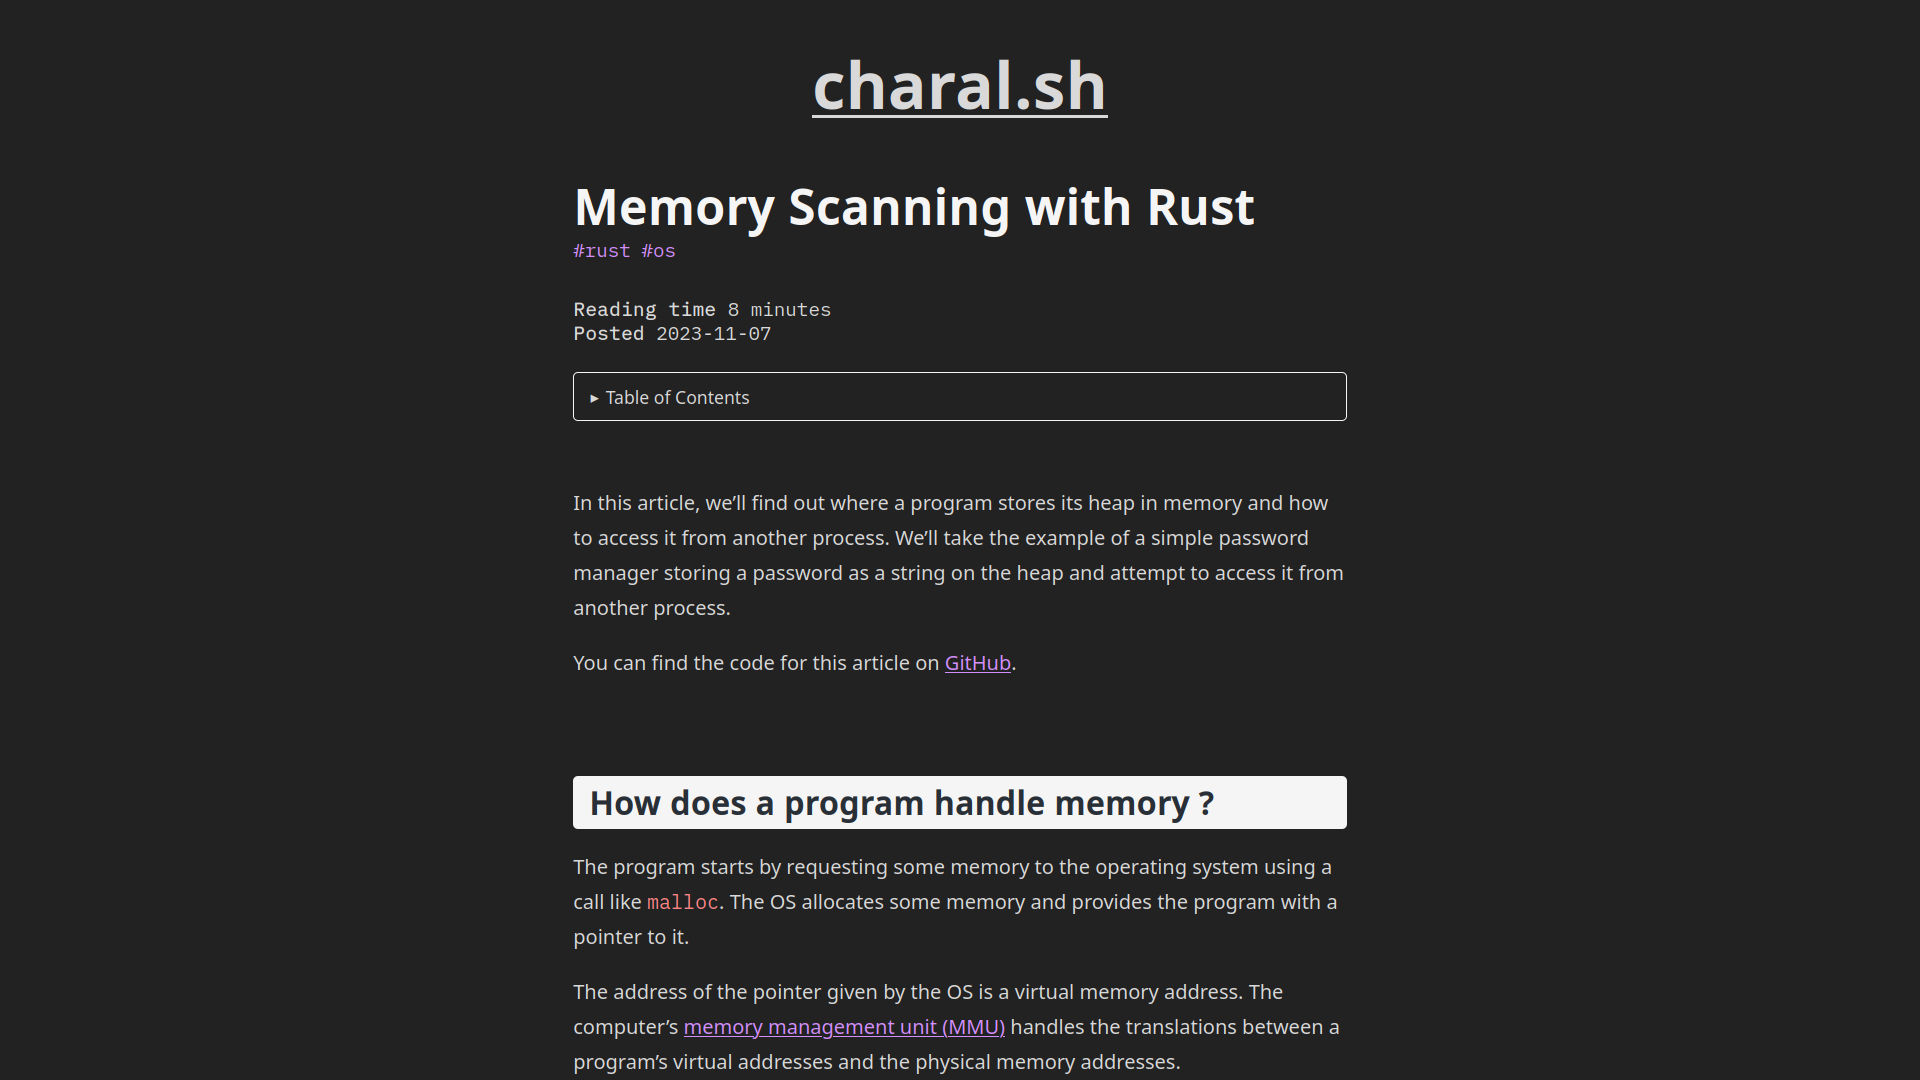 charal.sh
Memory Scanning with Rust
#rust #os
Reading time 8 minutes
Posted 2023-11-07
▸ Table of Contents
In this article, we’ll find out where a program stores its heap in memory and how
to access it from another process. We’ll take the example of a simple password
manager storing a password as a string on the heap and attempt to access it from
another process.
You can find the code for this article on GitHub.
How does a program handle memory ?
The program starts by requesting some memory to the operating system using a
call like malloc. The OS allocates some memory and provides the program with a
pointer to it.
The address of the pointer given by the OS is a virtual memory address. The
computer’s memory management unit (MMU) handles the translations between a
program’s virtual addresses and the physical memory addresses.